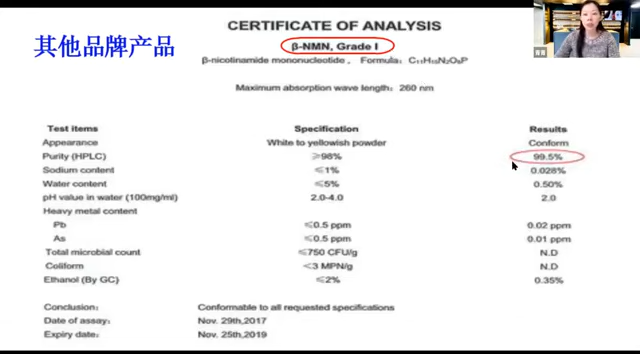 其他品牌产品
CERTIFICATE OF ANALYSIS
β-NMN, Grade I
β-nicotinamide mononucleotide , Formula: C₁₁H₁₅N₂O₈P
Maximum absorption wave length: 260 nm
Test items Specification Results
Appearance White to yellowish powder Conform
Purity (HPLC) ≥98% 99.5%
Sodium content ≤1% 0.028%
Water content ≤5% 0.50%
pH value in water (100mg/ml) 2.0-4.0 2.0
Heavy metal content
Pb ≤0.5 ppm 0.02 ppm
As ≤0.5 ppm 0.01 ppm
Total microbial count ≤750 CFU/g N.D
Coliform <3 MPN/g N.D
Ethanol (By GC) ≤2% 0.35%
Conclusion: Conformable to all requested specifications
Date of assay: Nov. 29th,2017
Expiry date: Nov. 25th,2019